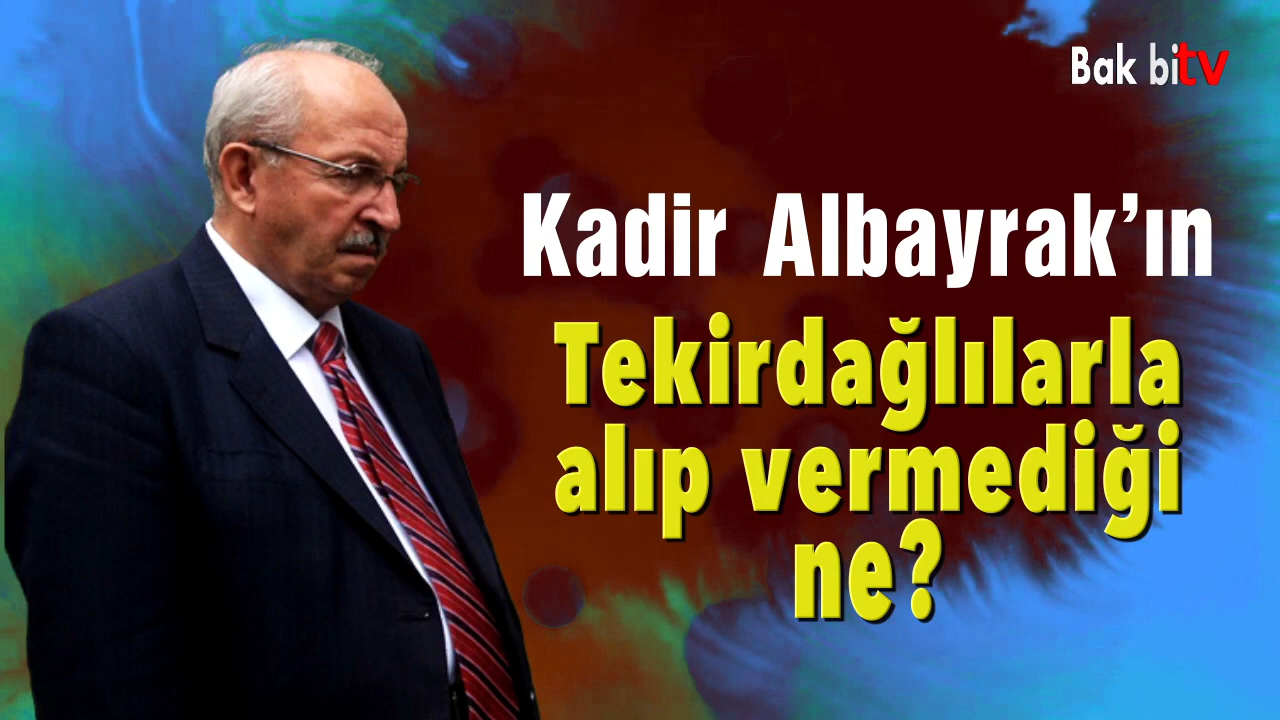 Bak bitv
Kadir Albayrak’ın
Tekirdağlılarla
alıp vermediği
ne?